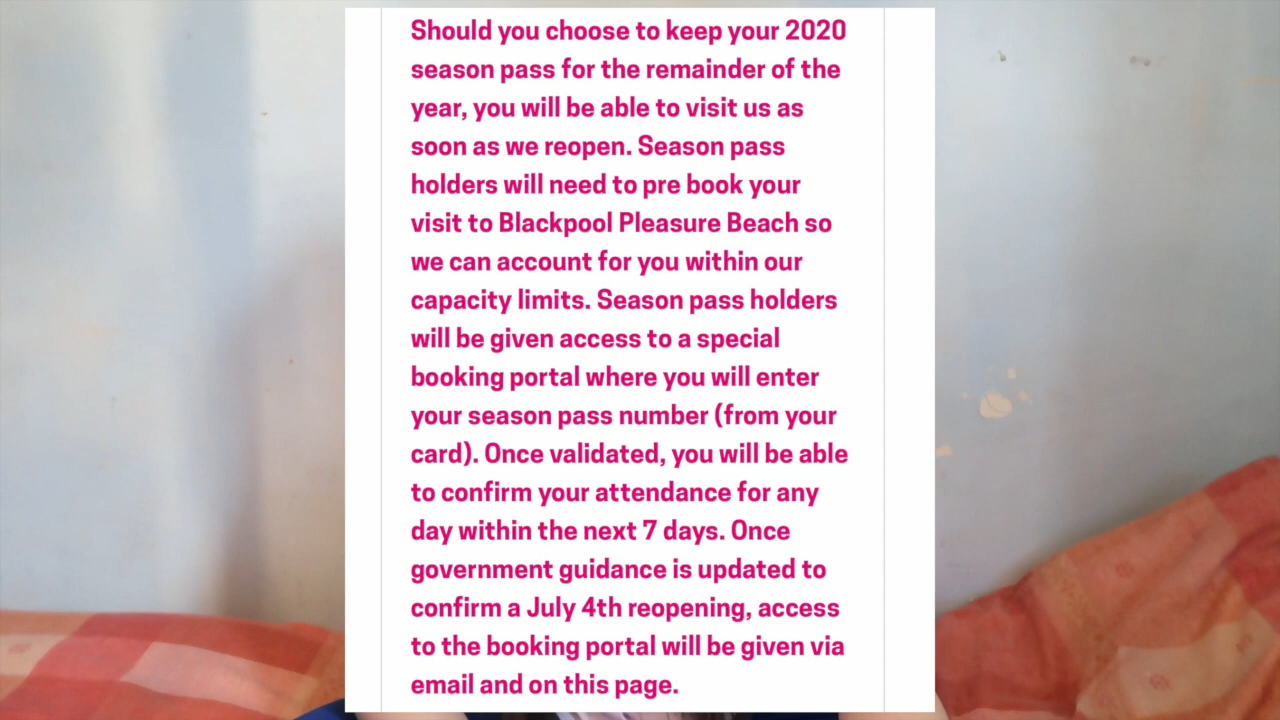 Should you choose to keep your 2020
season pass for the remainder of the
year, you will be able to visit us as
soon as we reopen. Season pass
holders will need to pre book your
visit to Blackpool Pleasure Beach so
we can account for you within our
capacity limits. Season pass holders
will be given access to a special
booking portal where you will enter
your season pass number (from your
card). Once validated, you will be able
to confirm your attendance for any
day within the next 7 days. Once
government guidance is updated to
confirm a July 4th reopening, access
to the booking portal will be given via
email and on this page.